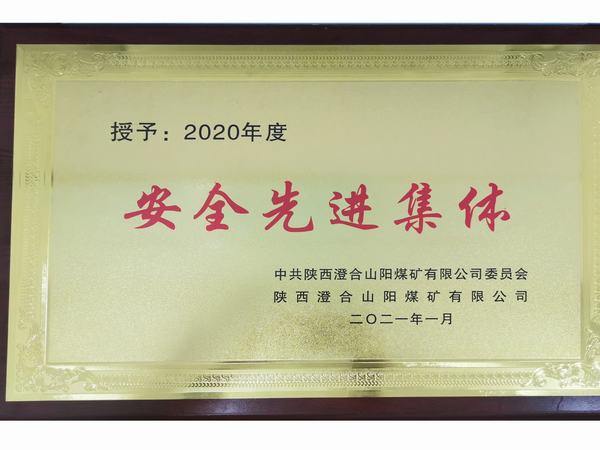 授予：2020年度
安全先进集体
中共陕西澄合山阳煤矿有限公司委员会
陕西澄合山阳煤矿有限公司
二〇二一年一月